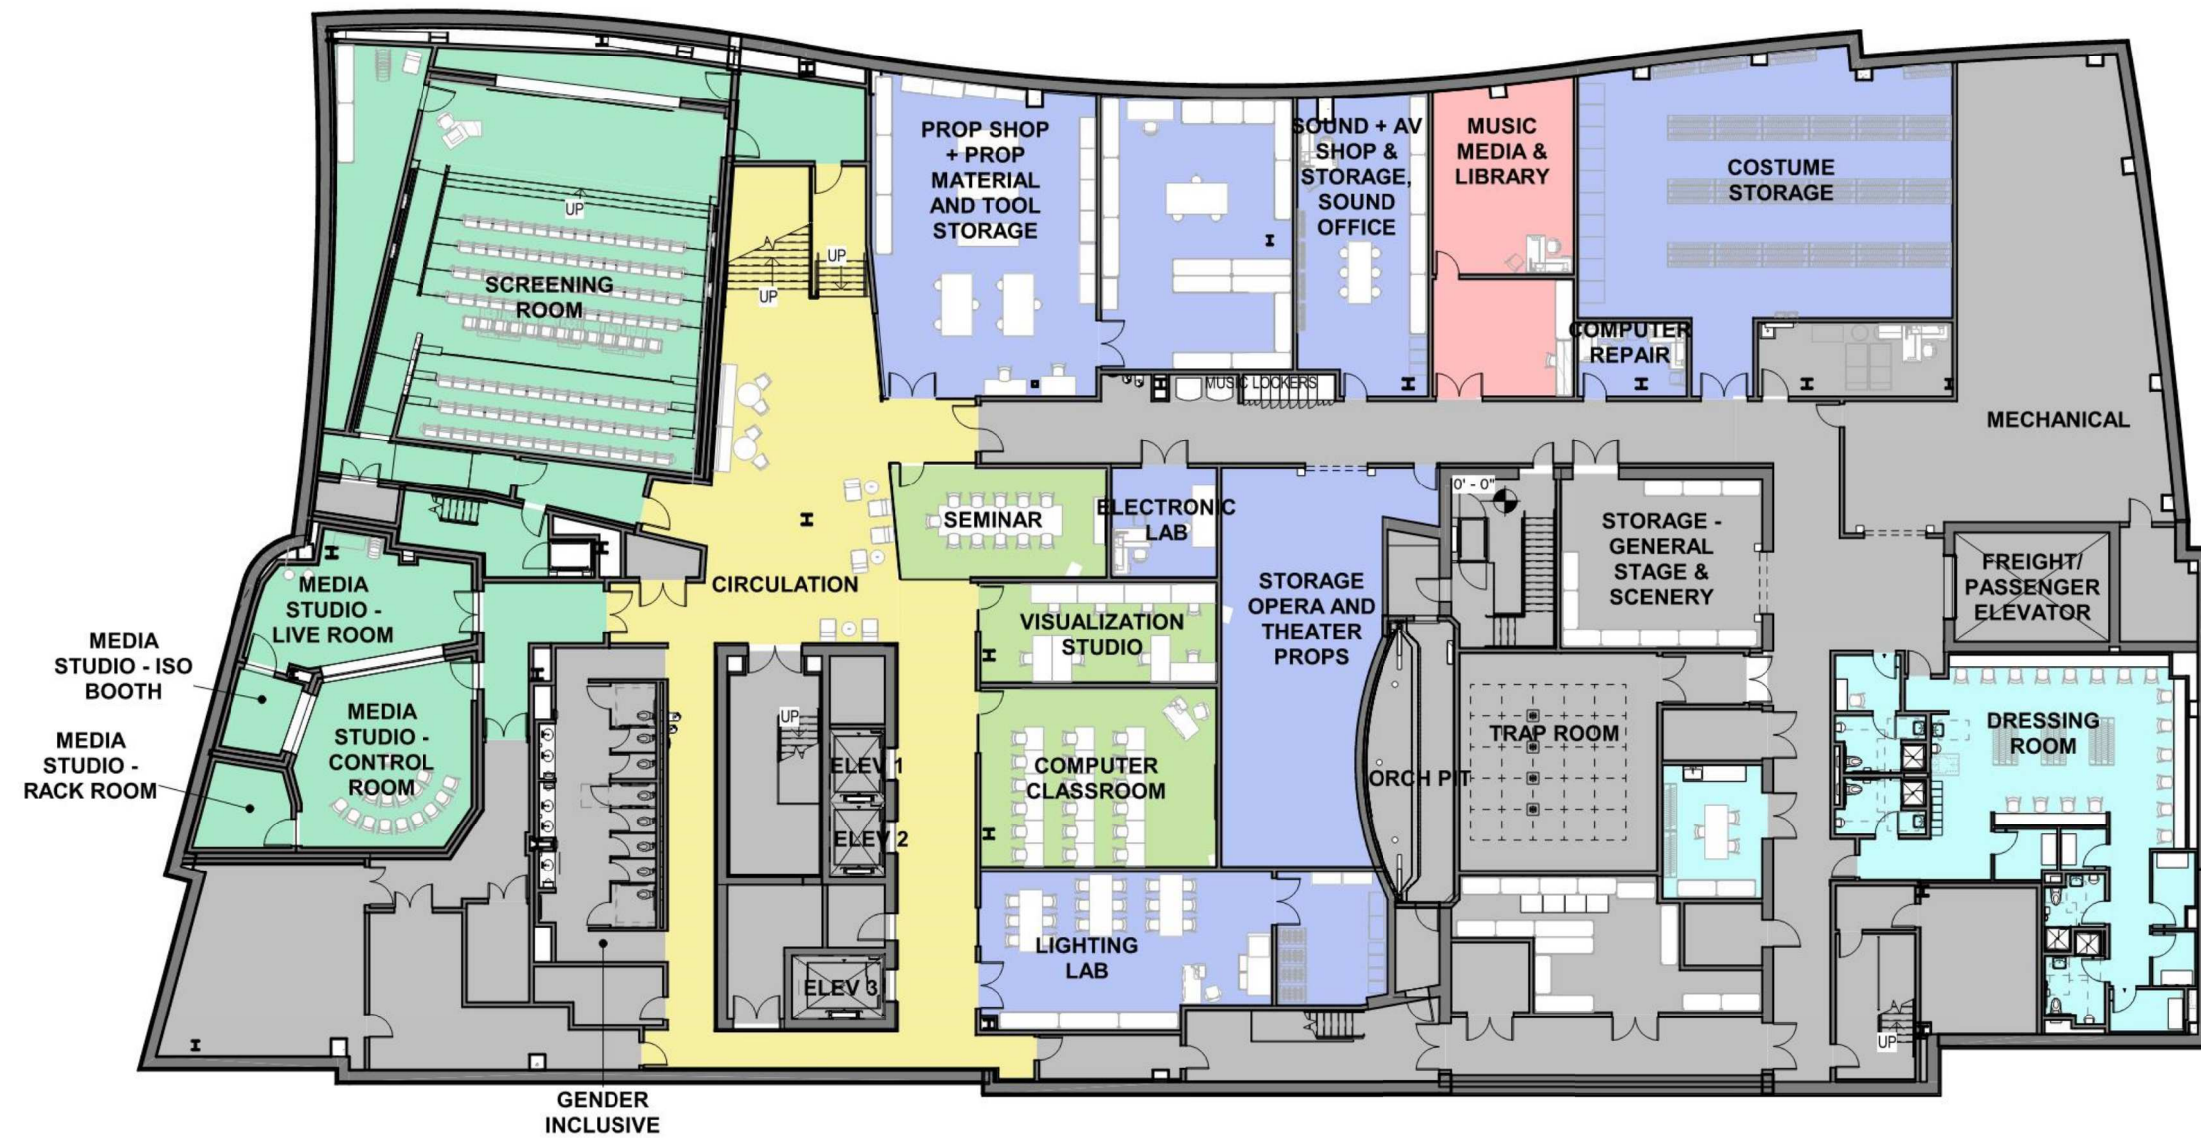 PROP SHOP
+ PROP
MATERIAL
AND TOOL
STORAGE
SOUND + AV
SHOP &
STORAGE,
SOUND
OFFICE
MUSIC
MEDIA &
LIBRARY
COSTUME
STORAGE
UP
SCREENING
ROOM
UP
UP
COMPUTER
REPAIR
MUSIC LOCKERS
MECHANICAL
SEMINAR
ELECTRONIC
LAB
0' - 0"
STORAGE -
GENERAL
STAGE &
SCENERY
FREIGHT/
PASSENGER
ELEVATOR
CIRCULATION
MEDIA
STUDIO -
LIVE ROOM
VISUALIZATION
STUDIO
STORAGE
OPERA AND
THEATER
PROPS
MEDIA
STUDIO - ISO
BOOTH
MEDIA
STUDIO -
CONTROL
ROOM
MEDIA
STUDIO -
RACK ROOM
UP
ELEV 1
ELEV 2
COMPUTER
CLASSROOM
ORCH PIT
TRAP ROOM
DRESSING
ROOM
LIGHTING
LAB
ELEV 3
UP
GENDER
INCLUSIVE